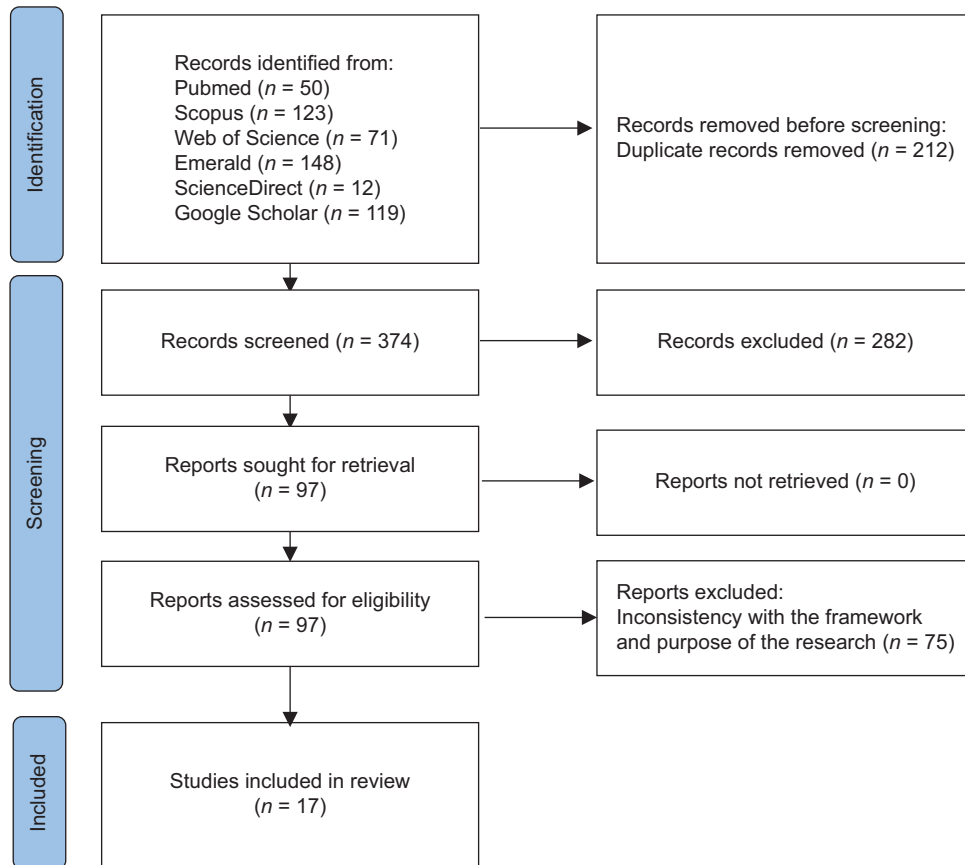 Identification
Records identified from:
Pubmed (n = 50)
Scopus (n = 123)
Web of Science (n = 71)
Emerald (n = 148)
ScienceDirect (n = 12)
Google Scholar (n = 119)
Records removed before screening:
Duplicate records removed (n = 212)
Screening
Records screened (n = 374)
Records excluded (n = 282)
Reports sought for retrieval
(n = 97)
Reports not retrieved (n = 0)
Reports assessed for eligibility
(n = 97)
Reports excluded:
Inconsistency with the framework
and purpose of the research (n = 75)
Included
Studies included in review
(n = 17)